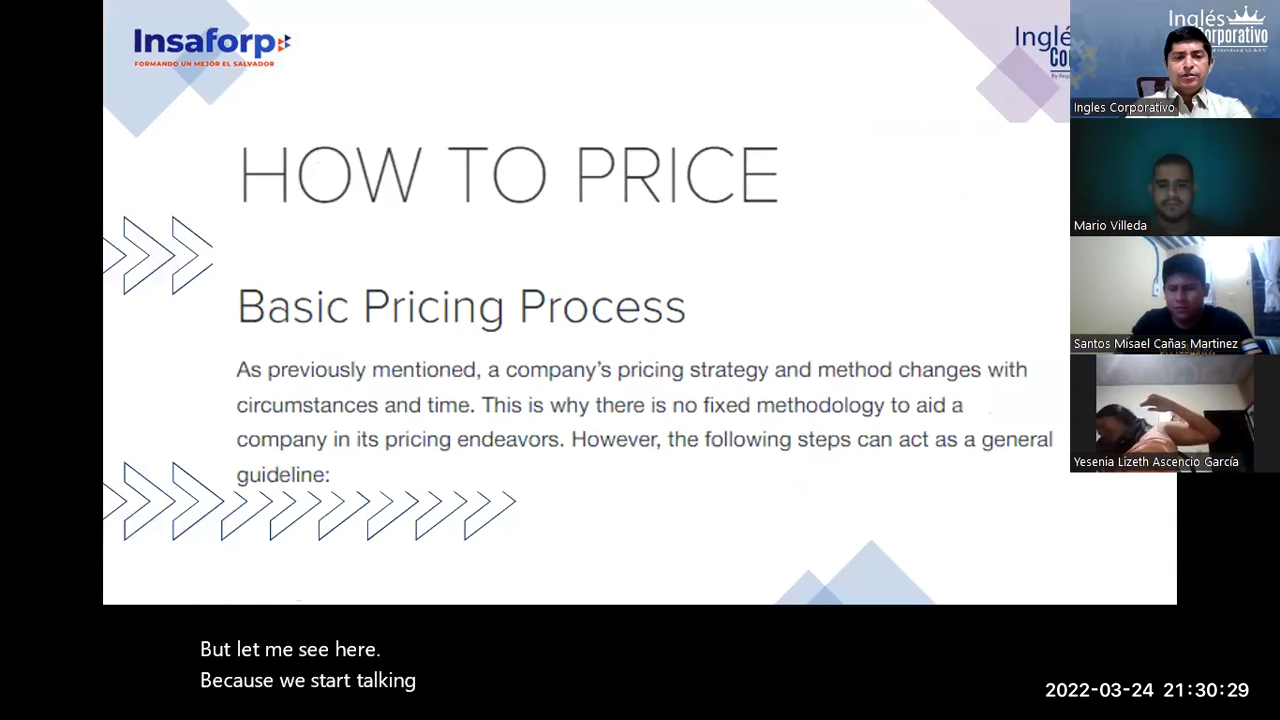 Insaforp
FORMANDO UN MEJOR EL SALVADOR
Inglés
Corporativo
Ingles Corporativo
HOW TO PRICE
Mario Villeda
Basic Pricing Process
Santos Misael Cañas Martinez
As previously mentioned, a company's pricing strategy and method changes with
circumstances and time. This is why there is no fixed methodology to aid a
company in its pricing endeavors. However, the following steps can act as a general
guideline:
Yesenia Lizeth Ascencio García
But let me see here.
Because we start talking
2022-03-24 21:30:29